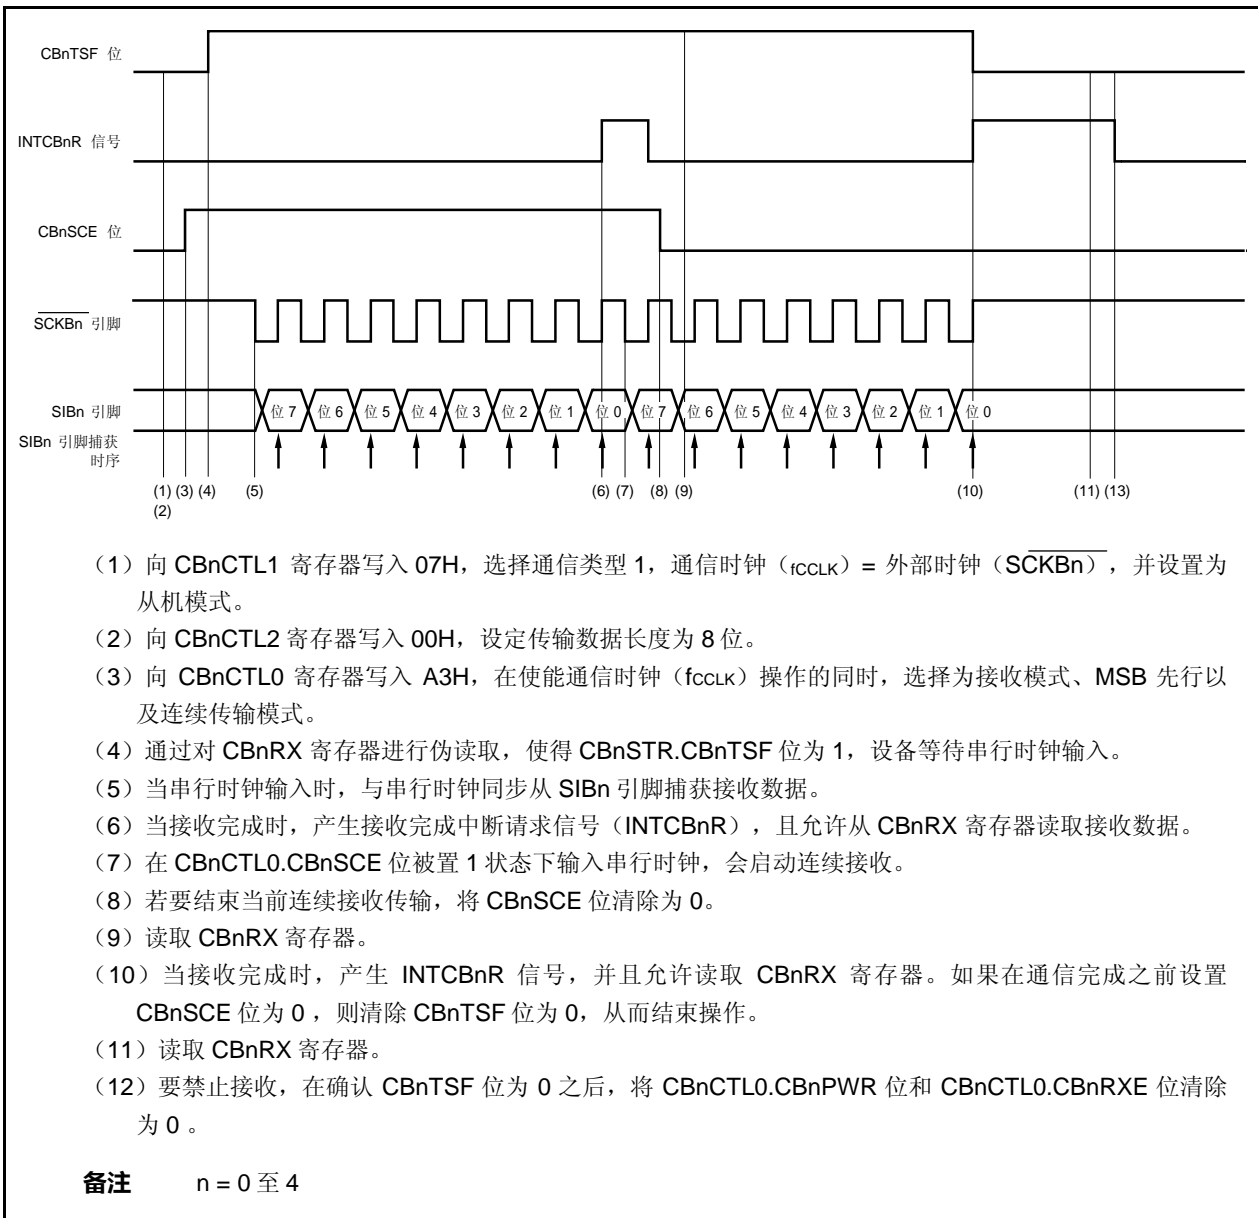 CBnTSF 位
INTCBnR 信号
CBnSCE 位
SCKBn 引脚
SIBn 引脚
位 7 位 6 位 5 位 4 位 3 位 2 位 1 位 0 位 7 位 6 位 5 位 4 位 3 位 2 位 1 位 0
SIBn 引脚捕获
时序
(1) (3) (4) (5) (6) (7) (8) (9) (10) (11) (13)
(2)
（1）向 CBnCTL1 寄存器写入 07H，选择通信类型 1，通信时钟（fCCLK）= 外部时钟（SCKBn），并设置为
从机模式。
（2）向 CBnCTL2 寄存器写入 00H，设定传输数据长度为 8 位。
（3）向 CBnCTL0 寄存器写入 A3H，在使能通信时钟（fCCLK）操作的同时，选择为接收模式、MSB 先行以
及连续传输模式。
（4）通过对 CBnRX 寄存器进行伪读取，使得 CBnSTR.CBnTSF 位为 1，设备等待串行时钟输入。
（5）当串行时钟输入时，与串行时钟同步从 SIBn 引脚捕获接收数据。
（6）当接收完成时，产生接收完成中断请求信号（INTCBnR），且允许从 CBnRX 寄存器读取接收数据。
（7）在 CBnCTL0.CBnSCE 位被置 1 状态下输入串行时钟，会启动连续接收。
（8）若要结束当前连续接收传输，将 CBnSCE 位清除为 0。
（9）读取 CBnRX 寄存器。
（10）当接收完成时，产生 INTCBnR 信号，并且允许读取 CBnRX 寄存器。如果在通信完成之前设置
CBnSCE 位为 0 ，则清除 CBnTSF 位为 0，从而结束操作。
（11）读取 CBnRX 寄存器。
（12）要禁止接收，在确认 CBnTSF 位为 0 之后，将 CBnCTL0.CBnPWR 位和 CBnCTL0.CBnRXE 位清除
为 0 。
备注 n = 0 至 4